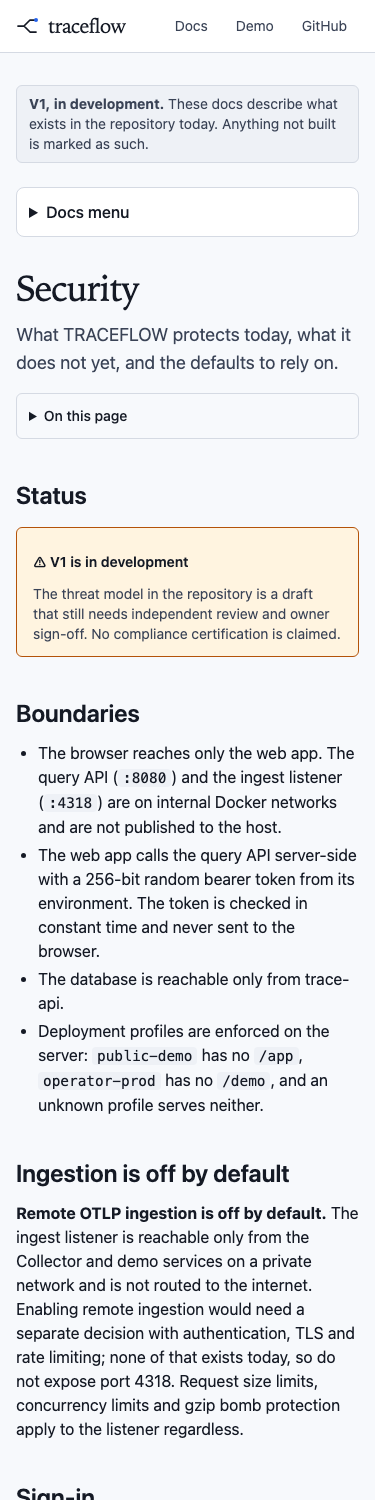 traceflow Docs Demo GitHub
V1, in development. These docs describe what
exists in the repository today. Anything not built
is marked as such.
Docs menu
Security
What TRACEFLOW protects today, what it
does not yet, and the defaults to rely on.
On this page
Status
V1 is in development
The threat model in the repository is a draft
that still needs independent review and owner
sign-off. No compliance certification is claimed.
Boundaries
• The browser reaches only the web app. The
query API ( :8080 ) and the ingest listener
( :4318 ) are on internal Docker networks
and are not published to the host.
• The web app calls the query API server-side
with a 256-bit random bearer token from its
environment. The token is checked in
constant time and never sent to the
browser.
• The database is reachable only from trace-
api.
• Deployment profiles are enforced on the
server: public-demo has no /app ,
operator-prod has no /demo , and an
unknown profile serves neither.
Ingestion is off by default
Remote OTLP ingestion is off by default. The
ingest listener is reachable only from the
Collector and demo services on a private
network and is not routed to the internet.
Enabling remote ingestion would need a
separate decision with authentication, TLS and
rate limiting; none of that exists today, so do
not expose port 4318. Request size limits,
concurrency limits and gzip bomb protection
apply to the listener regardless.
Sign-in